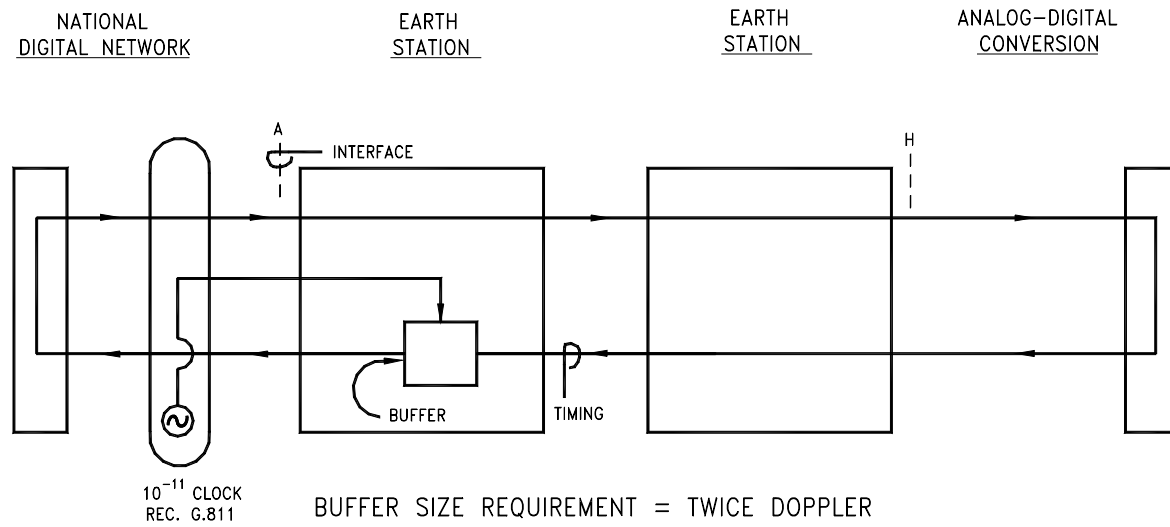 NATIONAL
DIGITAL NETWORK
EARTH
STATION
EARTH
STATION
ANALOG-DIGITAL
CONVERSION
A
INTERFACE
H
BUFFER
TIMING
10⁻¹¹ CLOCK
REC. G.811
BUFFER SIZE REQUIREMENT = TWICE DOPPLER